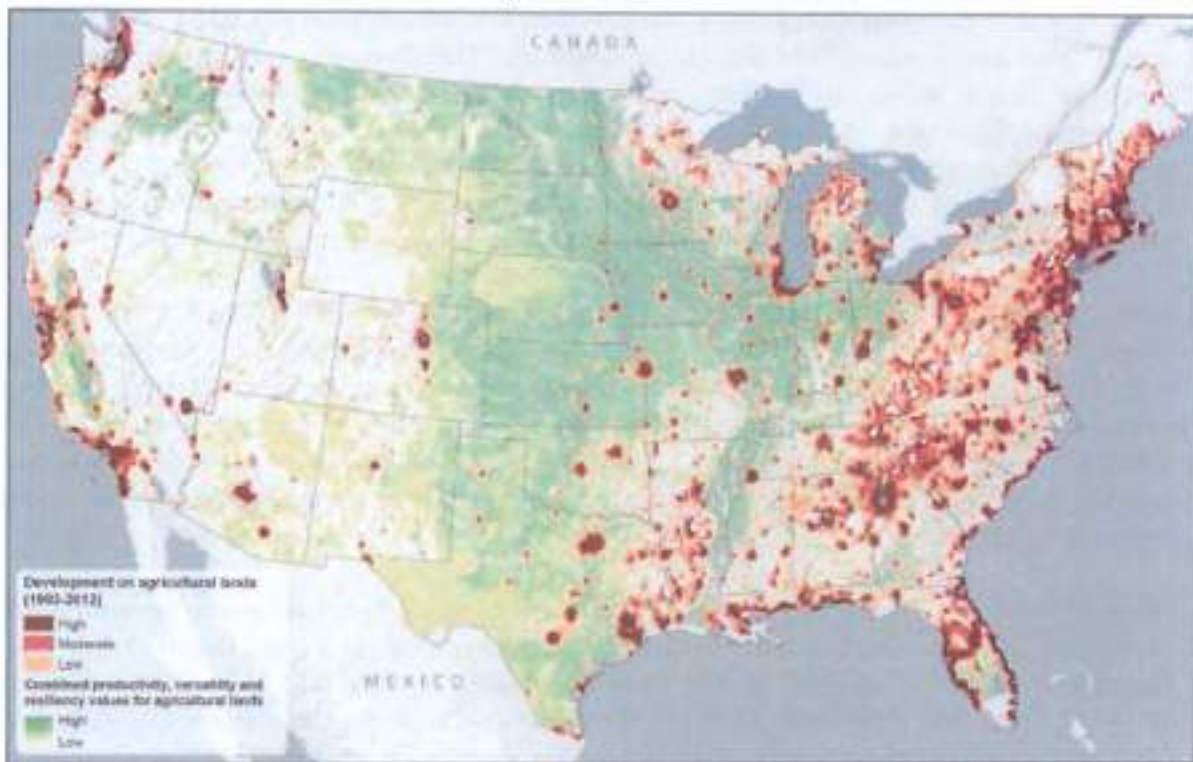 CANADA
MEXICO
Development on agricultural lands
(1992-2012)
High
Moderate
Low
Combined productivity, versatility and
resiliency values for agricultural lands
High
Low